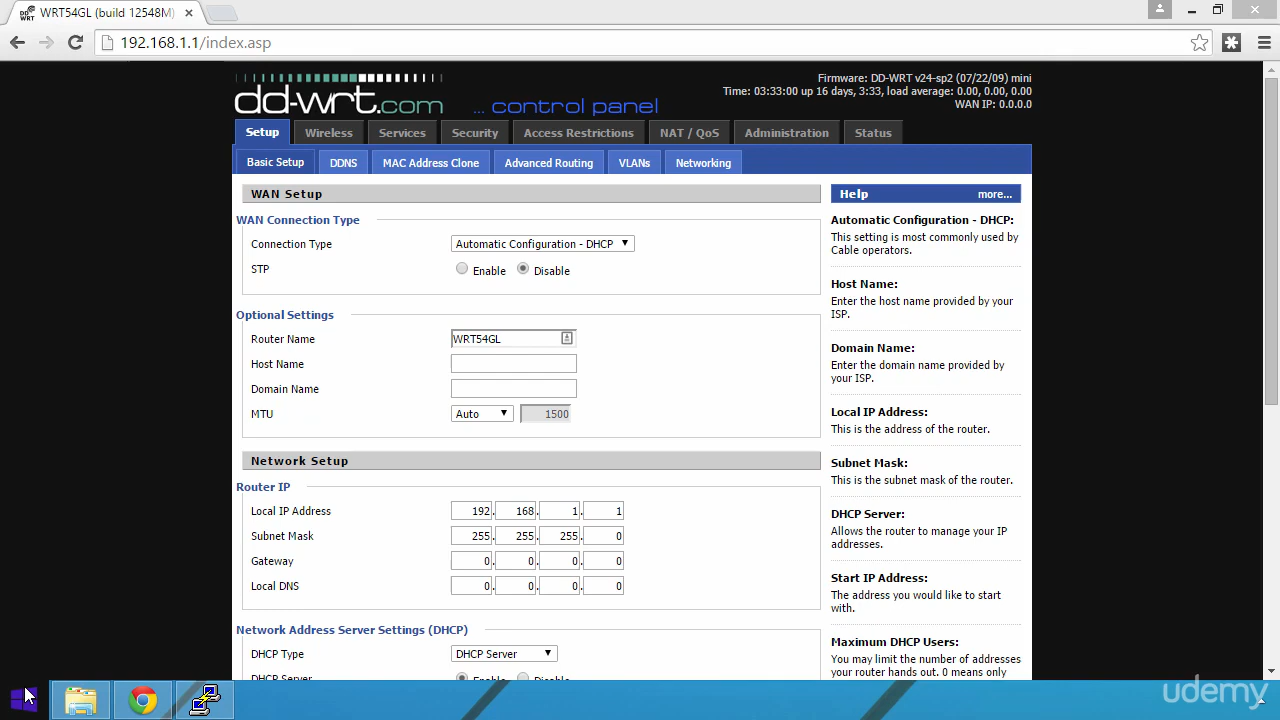 WRT54GL (build 12548M)
192.168.1.1/index.asp
dd-wrt.com ... control panel
Firmware: DD-WRT v24-sp2 (07/22/09) mini
Time: 03:33:00 up 16 days, 3:33, load average: 0.00, 0.00, 0.00
WAN IP: 0.0.0.0
Setup Wireless Services Security Access Restrictions NAT / QoS Administration Status
Basic Setup DDNS MAC Address Clone Advanced Routing VLANs Networking
WAN Setup
WAN Connection Type
Connection Type Automatic Configuration - DHCP
STP Enable Disable
Optional Settings
Router Name WRT54GL
Host Name
Domain Name
MTU Auto 1500
Network Setup
Router IP
Local IP Address 192. 168. 1. 1
Subnet Mask 255. 255. 255. 0
Gateway 0. 0. 0. 0
Local DNS 0. 0. 0. 0
Network Address Server Settings (DHCP)
DHCP Type DHCP Server
DHCP Server Enable Disable
Help more...
Automatic Configuration - DHCP:
This setting is most commonly used by
Cable operators.
Host Name:
Enter the host name provided by your
ISP.
Domain Name:
Enter the domain name provided by
your ISP.
Local IP Address:
This is the address of the router.
Subnet Mask:
This is the subnet mask of the router.
DHCP Server:
Allows the router to manage your IP
addresses.
Start IP Address:
The address you would like to start
with.
Maximum DHCP Users:
You may limit the number of addresses
your router hands out. 0 means only
udemy